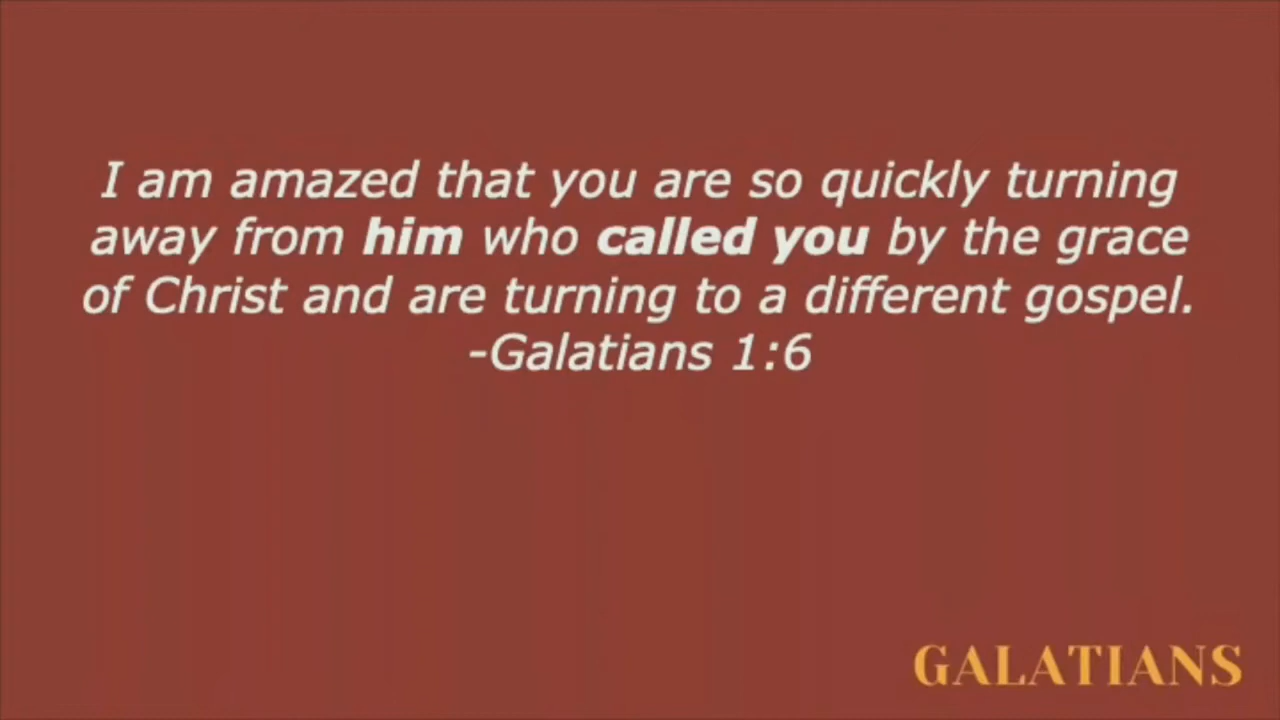 I am amazed that you are so quickly turning
away from him who called you by the grace
of Christ and are turning to a different gospel.
-Galatians 1:6
GALATIANS